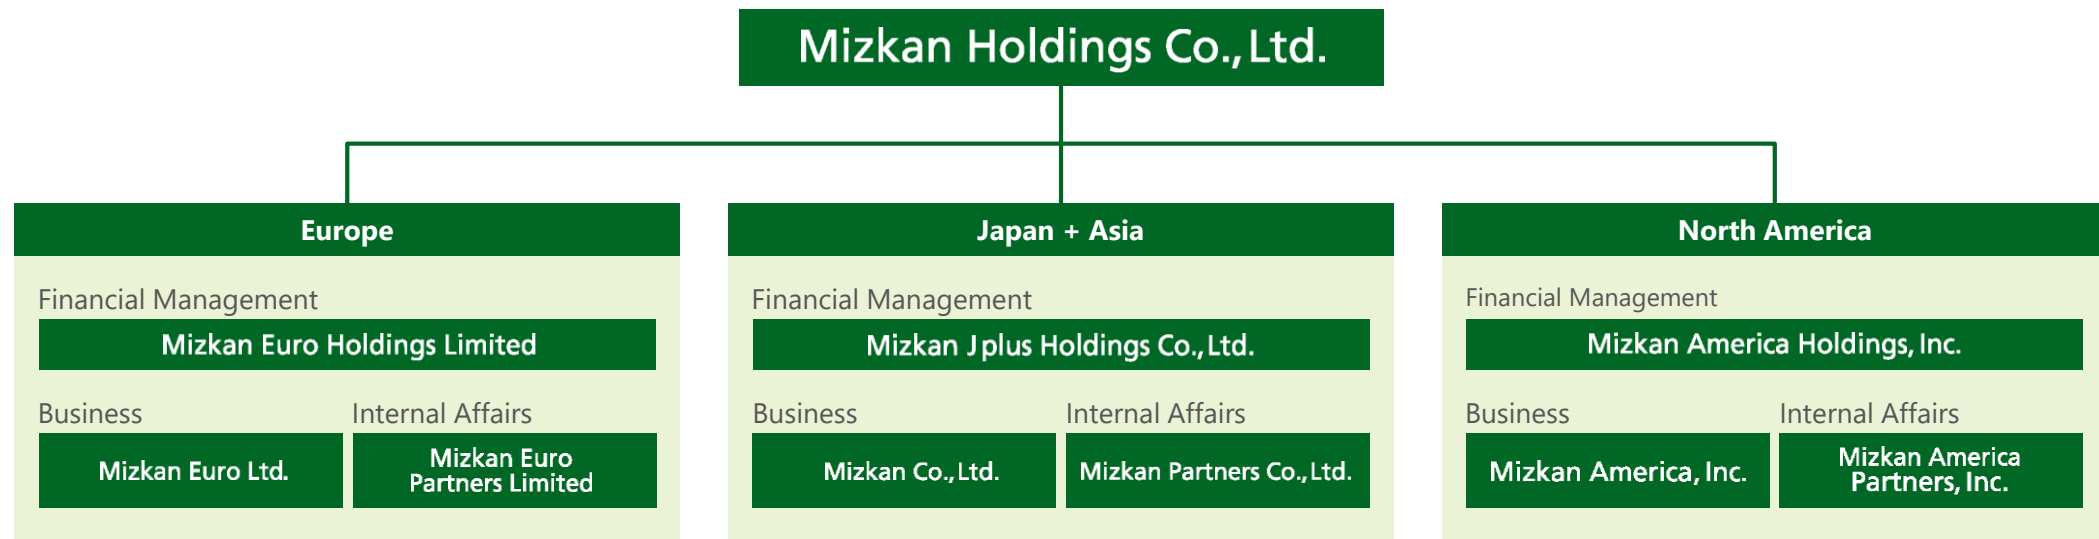 Mizkan Holdings Co., Ltd.
Europe
Financial Management
Mizkan Euro Holdings Limited
Business
Internal Affairs
Mizkan Euro Ltd.
Mizkan Euro
Partners Limited
Japan + Asia
Financial Management
Mizkan J plus Holdings Co., Ltd.
Business
Internal Affairs
Mizkan Co., Ltd.
Mizkan Partners Co., Ltd.
North America
Financial Management
Mizkan America Holdings, Inc.
Business
Internal Affairs
Mizkan America, Inc.
Mizkan America
Partners, Inc.